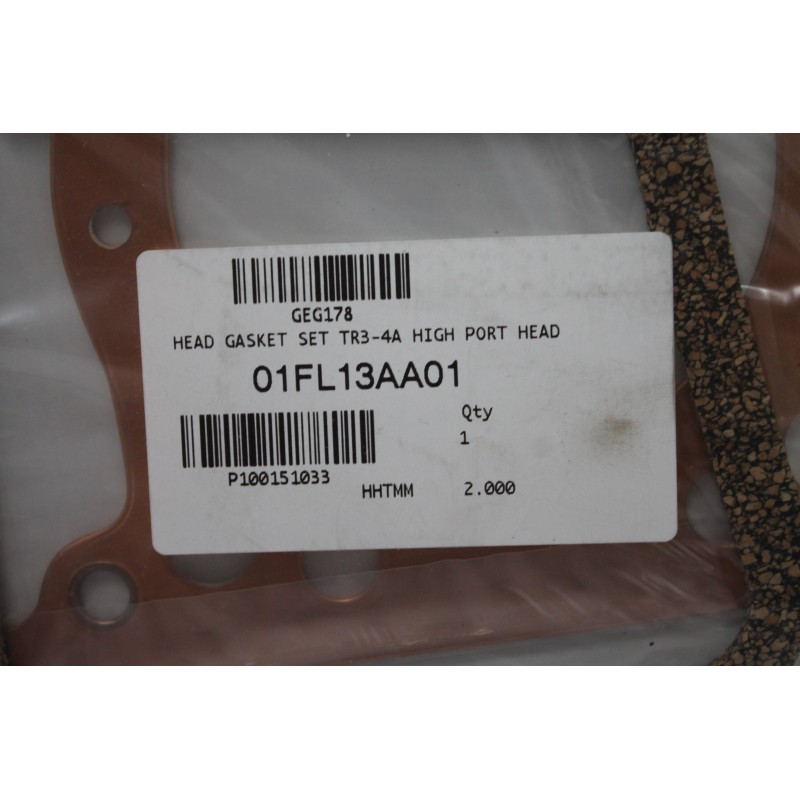 GEG178
HEAD GASKET SET TR3-4A HIGH PORT HEAD
01FL13AA01
Qty
1
P100151033
HHTMM 2.000